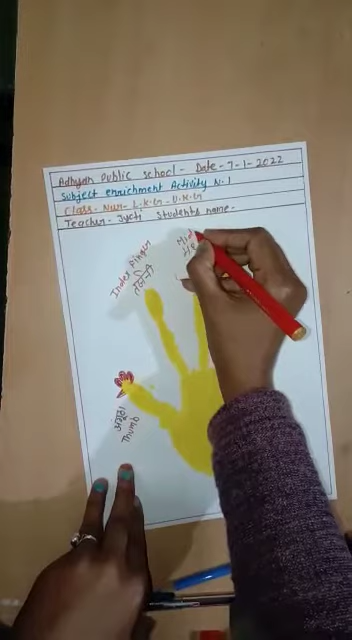 Adhyan Public School - Date - 7-1-2022
Subject enrichment Activity N.1
Class - Nur - L.K.G - U.K.G
Teacher - Jyoti Students name -
Index Finger
तर्जनी
Mid
अंगूठा
Thumb